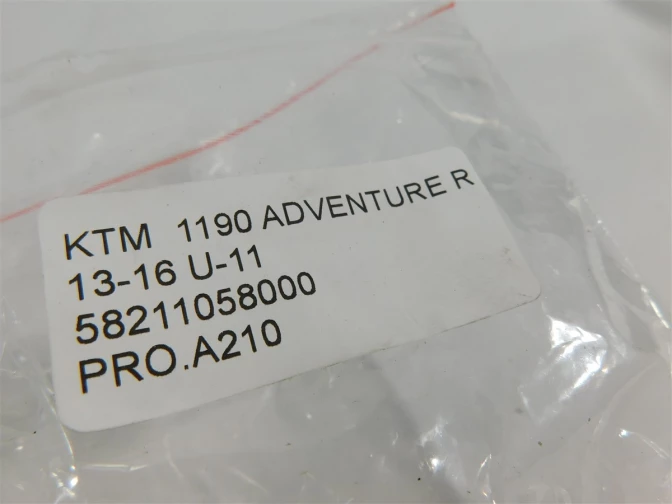 KTM 1190 ADVENTURE R
13-16 U-11
58211058000
PRO.A210